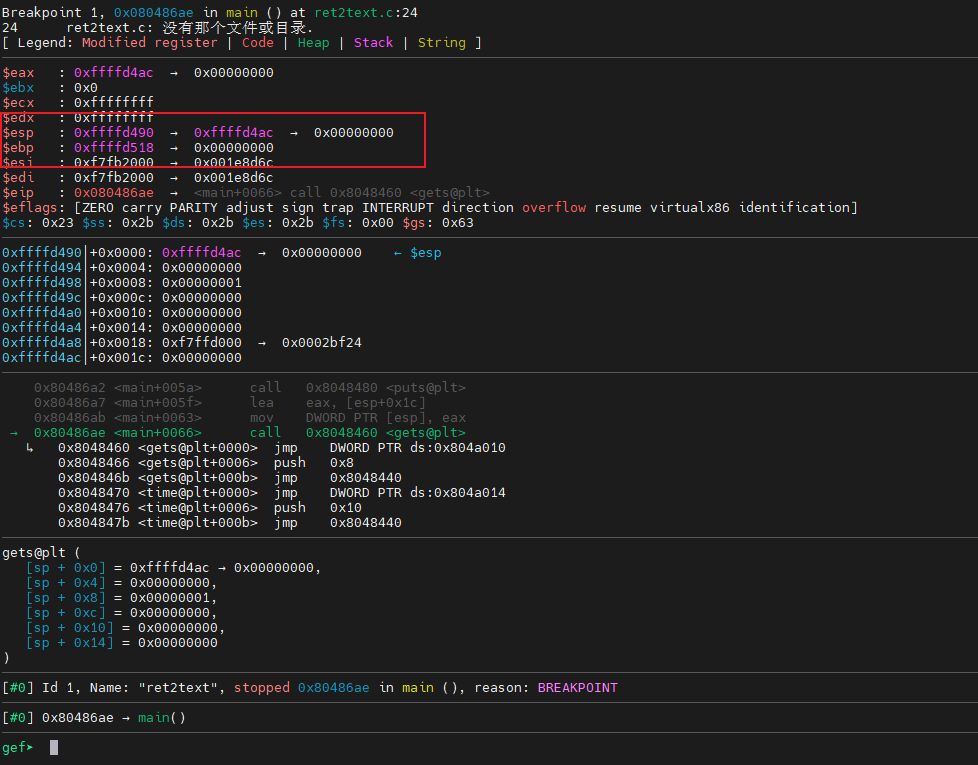 Breakpoint 1, 0x080486ae in main () at ret2text.c:24
24      ret2text.c: 没有那个文件或目录.
[ Legend: Modified register | Code | Heap | Stack | String ]
$eax   : 0xffffd4ac  →  0x00000000
$ebx   : 0x0
$ecx   : 0xffffffff
$edx   : 0xffffffff
$esp   : 0xffffd490  →  0xffffd4ac  →  0x00000000
$ebp   : 0xffffd518  →  0x00000000
$esi   : 0xf7fb2000  →  0x001e8d6c
$edi   : 0xf7fb2000  →  0x001e8d6c
$eip   : 0x080486ae  →  <main+0066> call 0x8048460 <gets@plt>
$eflags: [ZERO carry PARITY adjust sign trap INTERRUPT direction overflow resume virtualx86 identification]
$cs: 0x23 $ss: 0x2b $ds: 0x2b $es: 0x2b $fs: 0x00 $gs: 0x63
0xffffd490│+0x0000: 0xffffd4ac  →  0x00000000    ← $esp
0xffffd494│+0x0004: 0x00000000
0xffffd498│+0x0008: 0x00000001
0xffffd49c│+0x000c: 0x00000000
0xffffd4a0│+0x0010: 0x00000000
0xffffd4a4│+0x0014: 0x00000000
0xffffd4a8│+0x0018: 0xf7ffd000  →  0x0002bf24
0xffffd4ac│+0x001c: 0x00000000
0x80486a2 <main+005a>      call   0x8048480 <puts@plt>
0x80486a7 <main+005f>      lea    eax, [esp+0x1c]
0x80486ab <main+0063>      mov    DWORD PTR [esp], eax
→  0x80486ae <main+0066>      call   0x8048460 <gets@plt>
↳   0x8048460 <gets@plt+0000>  jmp    DWORD PTR ds:0x804a010
0x8048466 <gets@plt+0006>  push   0x8
0x804846b <gets@plt+000b>  jmp    0x8048440
0x8048470 <time@plt+0000>  jmp    DWORD PTR ds:0x804a014
0x8048476 <time@plt+0006>  push   0x10
0x804847b <time@plt+000b>  jmp    0x8048440
gets@plt (
[sp + 0x0] = 0xffffd4ac → 0x00000000,
[sp + 0x4] = 0x00000000,
[sp + 0x8] = 0x00000001,
[sp + 0xc] = 0x00000000,
[sp + 0x10] = 0x00000000,
[sp + 0x14] = 0x00000000
)
[#0] Id 1, Name: "ret2text", stopped 0x80486ae in main (), reason: BREAKPOINT
[#0] 0x80486ae → main()
gef➤